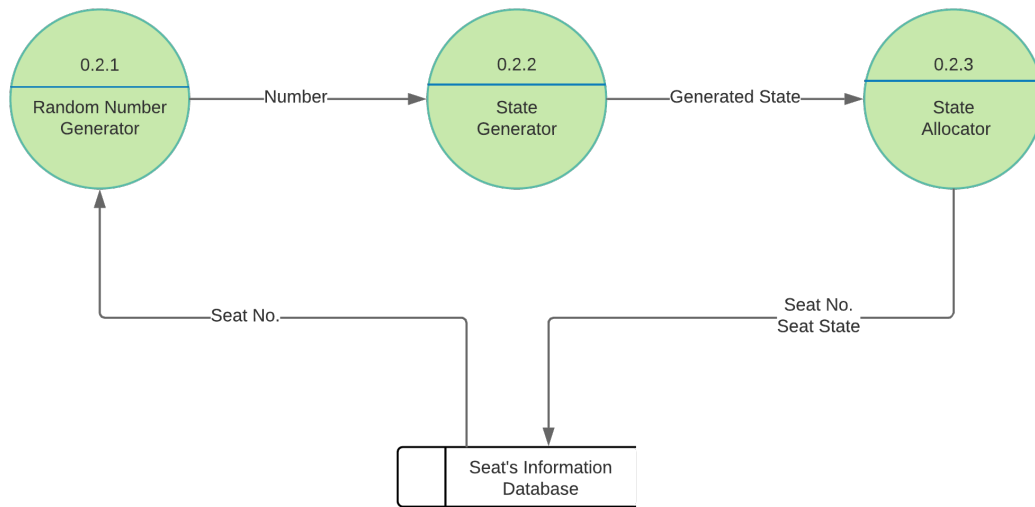 0.2.1
Random Number
Generator
Number
0.2.2
State
Generator
Generated State
0.2.3
State
Allocator
Seat No.
Seat No.
Seat State
Seat's Information
Database